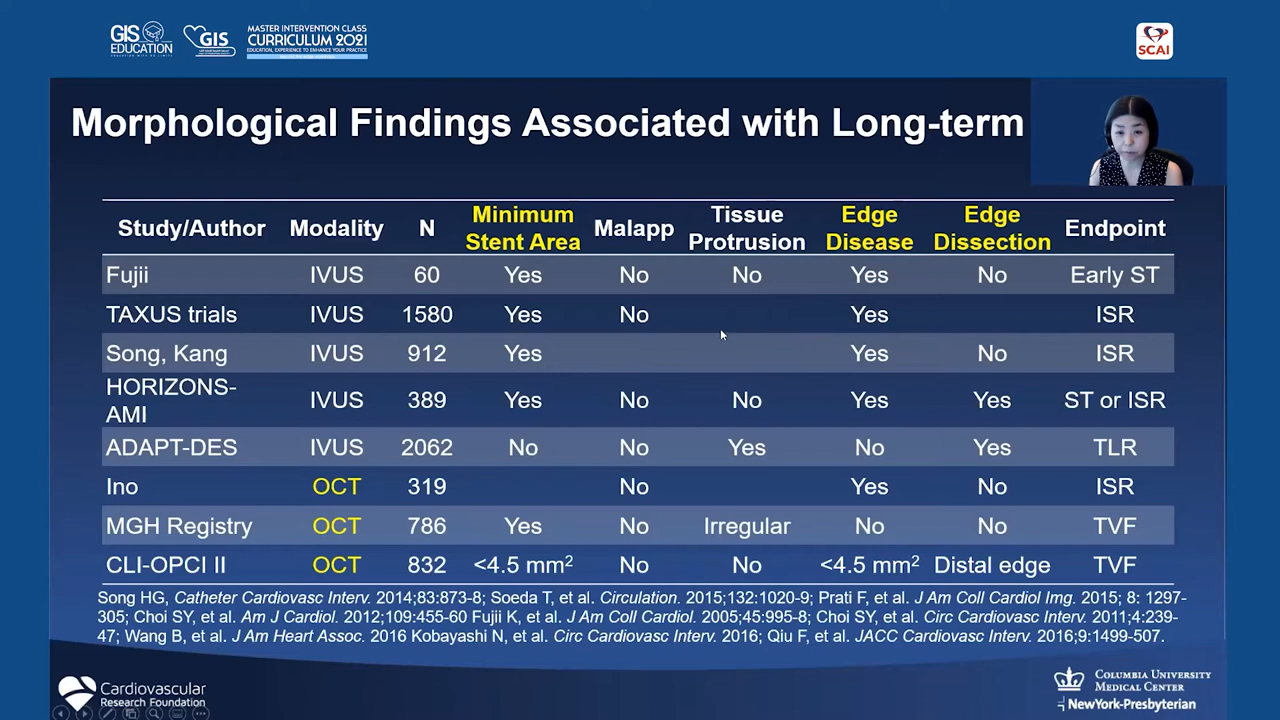 GIS EDUCATION
GIS
MASTER INTERVENTION CLASS
CURRICULUM 2021
EDUCATION, EXPERIENCE TO ENHANCE YOUR PRACTICE
SCAI
Morphological Findings Associated with Long-term
Study/Author Modality N Minimum Stent Area Malapp Tissue Protrusion Edge Disease Edge Dissection Endpoint
Fujii IVUS 60 Yes No No Yes No Early ST
TAXUS trials IVUS 1580 Yes No Yes ISR
Song, Kang IVUS 912 Yes Yes No ISR
HORIZONS-AMI IVUS 389 Yes No No Yes Yes ST or ISR
ADAPT-DES IVUS 2062 No No Yes No Yes TLR
Ino OCT 319 No Yes No ISR
MGH Registry OCT 786 Yes No Irregular No No TVF
CLI-OPCI II OCT 832 <4.5 mm² No No <4.5 mm² Distal edge TVF
Song HG, Catheter Cardiovasc Interv. 2014;83:873-8; Soeda T, et al. Circulation. 2015;132:1020-9; Prati F, et al. J Am Coll Cardiol Img. 2015; 8: 1297-
305; Choi SY, et al. Am J Cardiol. 2012;109:455-60 Fujii K, et al. J Am Coll Cardiol. 2005;45:995-8; Choi SY, et al. Circ Cardiovasc Interv. 2011;4:239-
47; Wang B, et al. J Am Heart Assoc. 2016 Kobayashi N, et al. Circ Cardiovasc Interv. 2016; Qiu F, et al. JACC Cardiovasc Interv. 2016;9:1499-507.
Cardiovascular
Research Foundation
COLUMBIA UNIVERSITY
MEDICAL CENTER
NewYork-Presbyterian